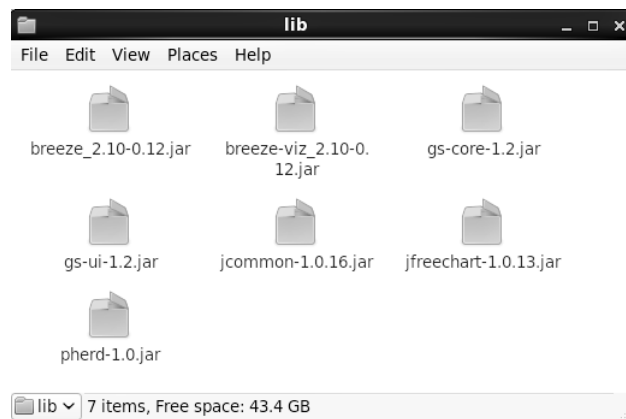 lib
File Edit View Places Help
breeze_2.10-0.12.jar
breeze-viz_2.10-0.
12.jar
gs-core-1.2.jar
gs-ui-1.2.jar
jcommon-1.0.16.jar
jfreechart-1.0.13.jar
pherd-1.0.jar
lib 7 items, Free space: 43.4 GB